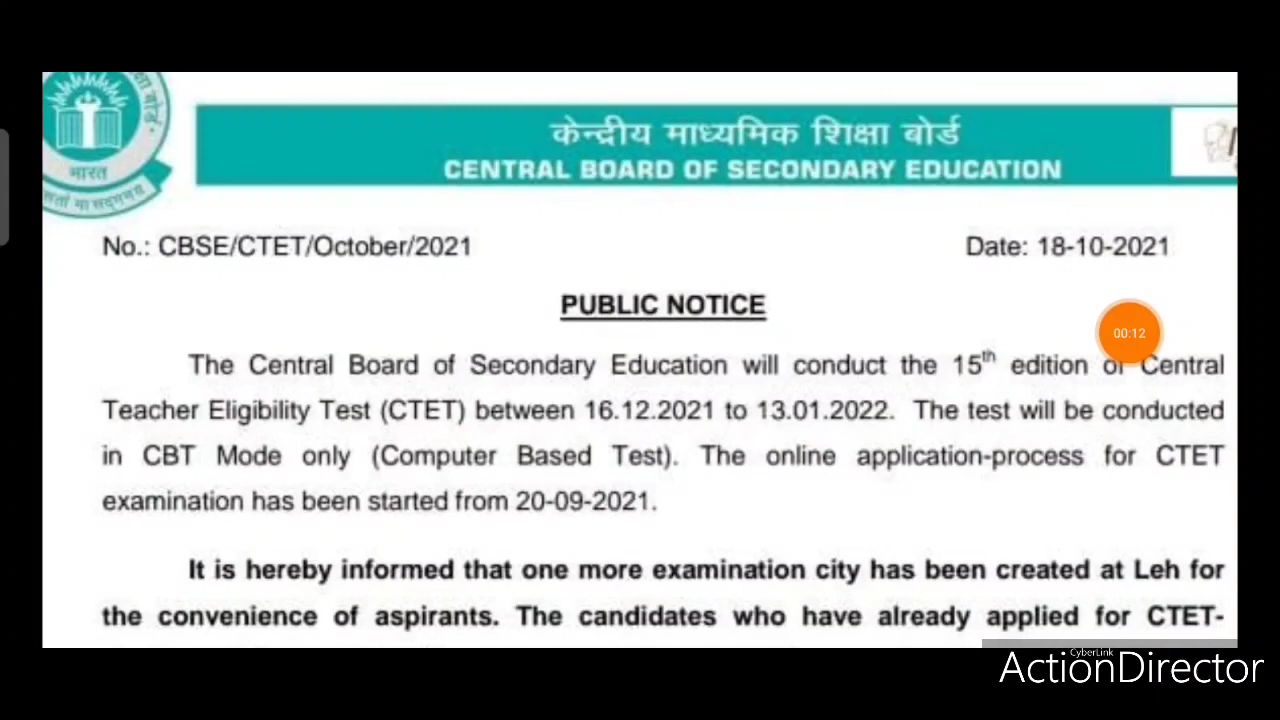 भारत
केन्द्रीय माध्यमिक शिक्षा बोर्ड
CENTRAL BOARD OF SECONDARY EDUCATION
No.: CBSE/CTET/October/2021
Date: 18-10-2021
PUBLIC NOTICE
00:12
The Central Board of Secondary Education will conduct the 15th edition of Central
Teacher Eligibility Test (CTET) between 16.12.2021 to 13.01.2022. The test will be conducted
in CBT Mode only (Computer Based Test). The online application-process for CTET
examination has been started from 20-09-2021.
It is hereby informed that one more examination city has been created at Leh for
the convenience of aspirants. The candidates who have already applied for CTET-
CyberLink
ActionDirector